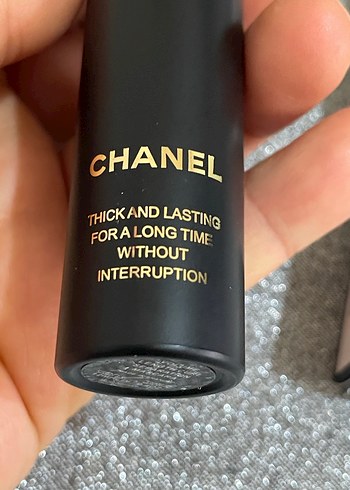 CHANEL
THICK AND LASTING
FOR A LONG TIME
WITHOUT
INTERRUPTION